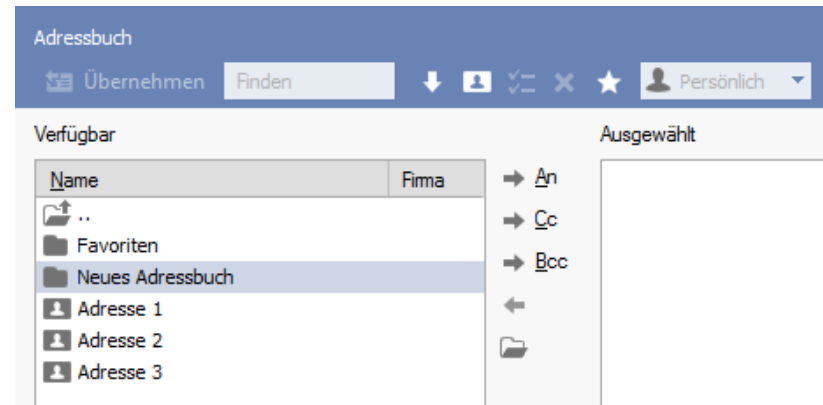 Adressbuch
Übernehmen Finden Persönlich
Verfügbar Ausgewählt
Name Firma An
..
Cc
Favoriten
Bcc
Neues Adressbuch
Adresse 1
Adresse 2
Adresse 3